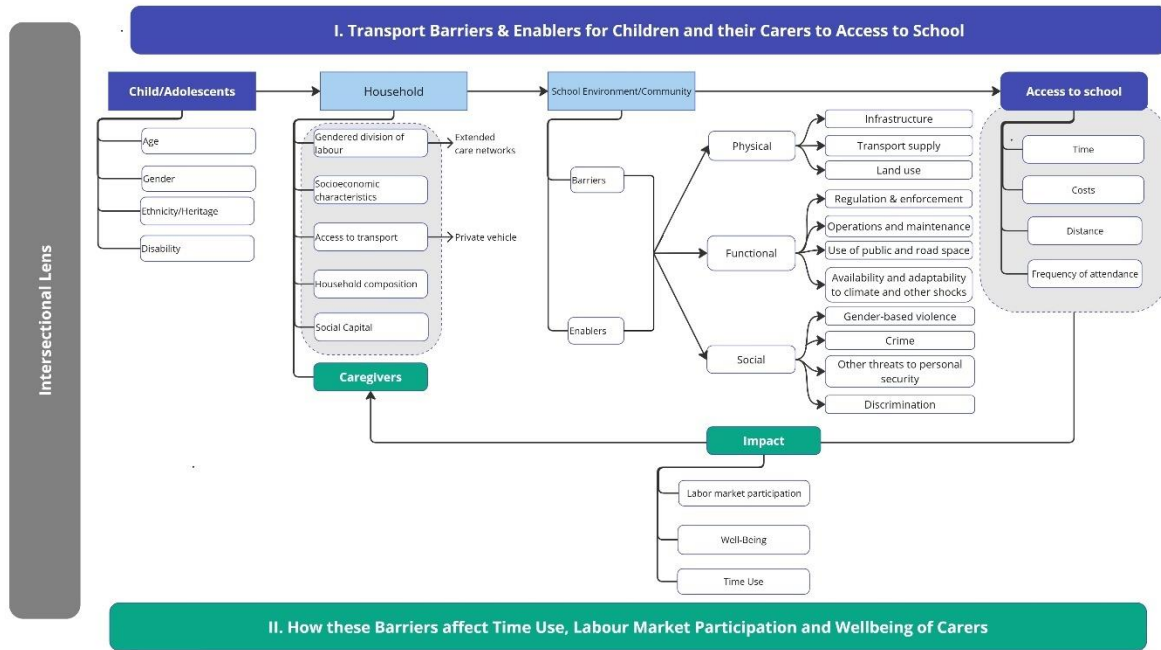 I. Transport Barriers & Enablers for Children and their Carers to Access to School
Intersectional Lens
Child/Adolescents
Age
Gender
Ethnicity/Heritage
Disability
Household
Gendered division of
labour
Extended
care networks
Socioeconomic
characteristics
Access to transport
Private vehicle
Household composition
Social Capital
Caregivers
School Environment/Community
Barriers
Enablers
Physical
Infrastructure
Transport supply
Land use
Functional
Regulation & enforcement
Operations and maintenance
Use of public and road space
Availability and adaptability
to climate and other shocks
Social
Gender-based violence
Crime
Other threats to personal
security
Discrimination
Access to school
Time
Costs
Distance
Frequency of attendance
Impact
Labor market participation
Well-Being
Time Use
II. How these Barriers affect Time Use, Labour Market Participation and Wellbeing of Carers